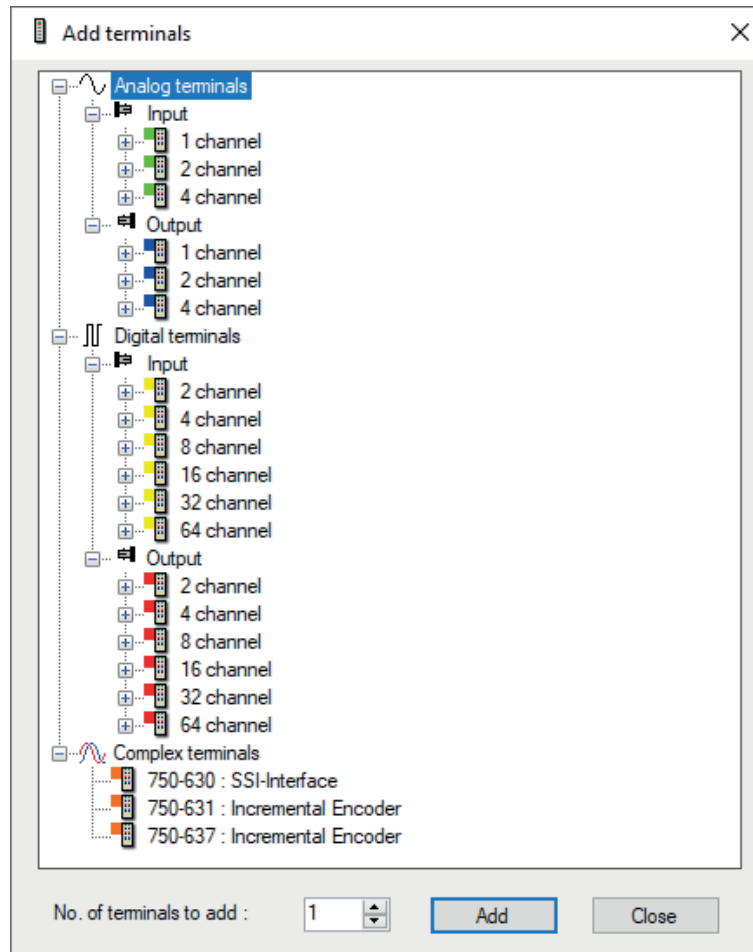 Add terminals
Analog terminals
Input
1 channel
2 channel
4 channel
Output
1 channel
2 channel
4 channel
Digital terminals
Input
2 channel
4 channel
8 channel
16 channel
32 channel
64 channel
Output
2 channel
4 channel
8 channel
16 channel
32 channel
64 channel
Complex terminals
750-630 : SSI-Interface
750-631 : Incremental Encoder
750-637 : Incremental Encoder
No. of terminals to add : 1 Add Close